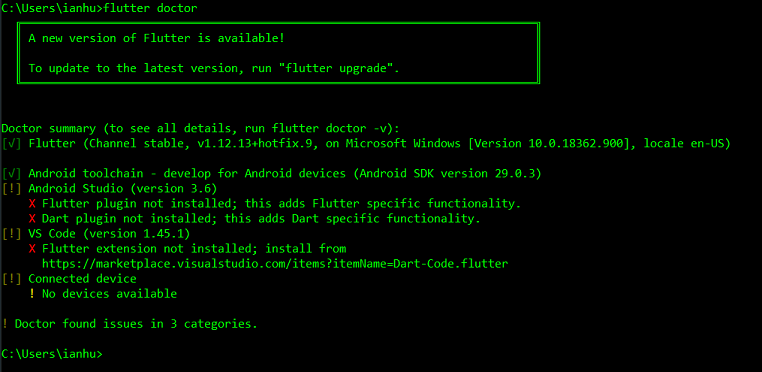 C:\Users\ianhu>flutter doctor
A new version of Flutter is available!
To update to the latest version, run "flutter upgrade".
Doctor summary (to see all details, run flutter doctor -v):
[√] Flutter (Channel stable, v1.12.13+hotfix.9, on Microsoft Windows [Version 10.0.18362.900], locale en-US)
[√] Android toolchain - develop for Android devices (Android SDK version 29.0.3)
[!] Android Studio (version 3.6)
X Flutter plugin not installed; this adds Flutter specific functionality.
X Dart plugin not installed; this adds Dart specific functionality.
[!] VS Code (version 1.45.1)
X Flutter extension not installed; install from
https://marketplace.visualstudio.com/items?itemName=Dart-Code.flutter
[!] Connected device
! No devices available
! Doctor found issues in 3 categories.
C:\Users\ianhu>